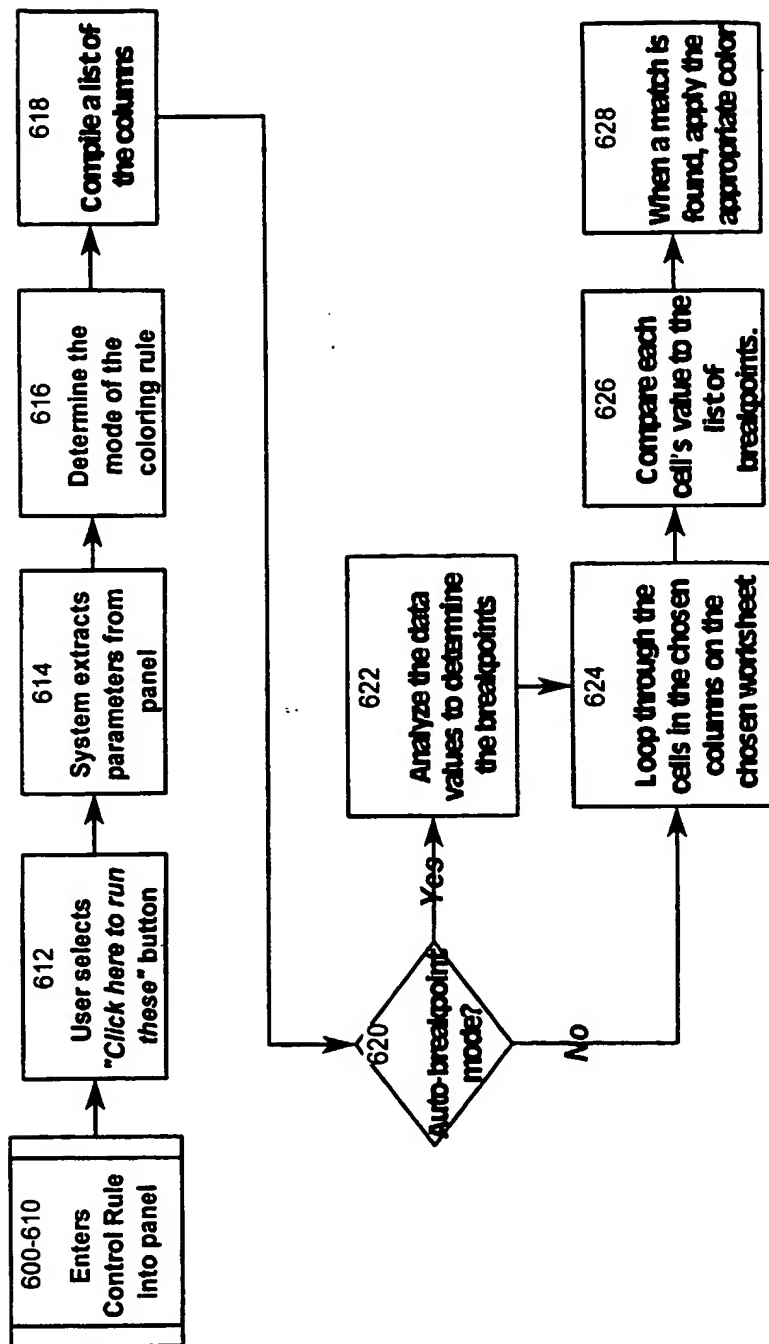 600-610
Enters
Control Rule
into panel
612
User selects
"Click here to run
these" button
614
System extracts
parameters from
panel
616
Determine the
mode of the
coloring rule
618
Compile a list of
the columns
620
Auto-breakpoint
mode?
Yes
No
622
Analyze the data
values to determine
the breakpoints
624
Loop through the
cells in the chosen
columns on the
chosen worksheet
626
Compare each
cell's value to the
list of
breakpoints.
628
When a match is
found, apply the
appropriate color